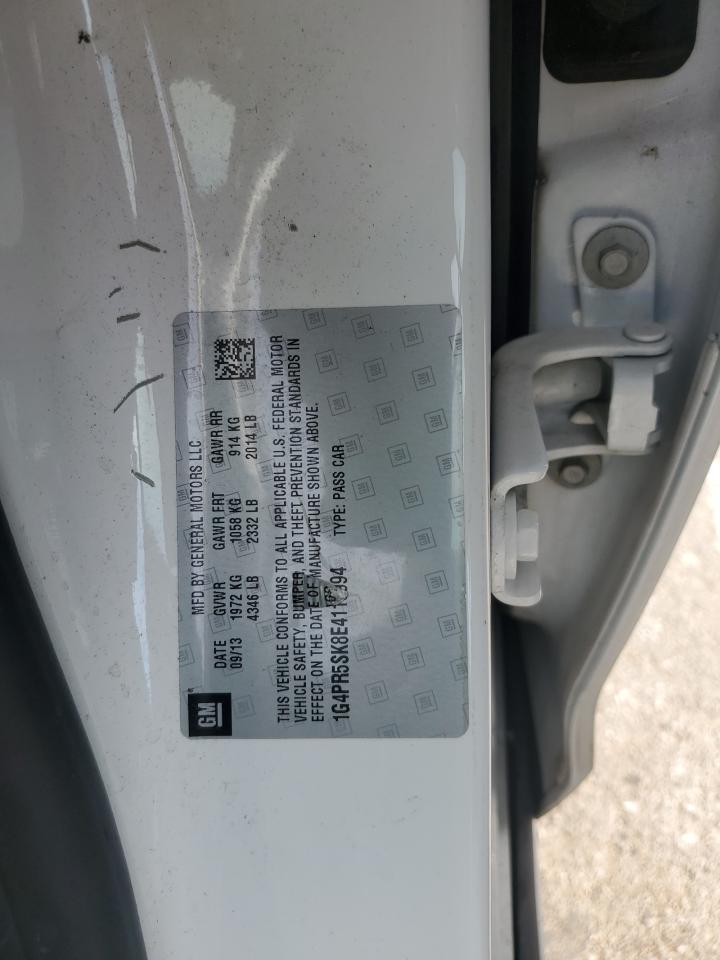 GM
MFD BY GENERAL MOTORS LLC
DATE GVWR GAWR FRT GAWR RR
09/13 1972 KG 1058 KG 914 KG
4346 LB 2332 LB 2014 LB
THIS VEHICLE CONFORMS TO ALL APPLICABLE U.S. FEDERAL MOTOR
VEHICLE SAFETY, BUMPER, AND THEFT PREVENTION STANDARDS IN
EFFECT ON THE DATE OF MANUFACTURE SHOWN ABOVE.
TYPE: PASS CAR